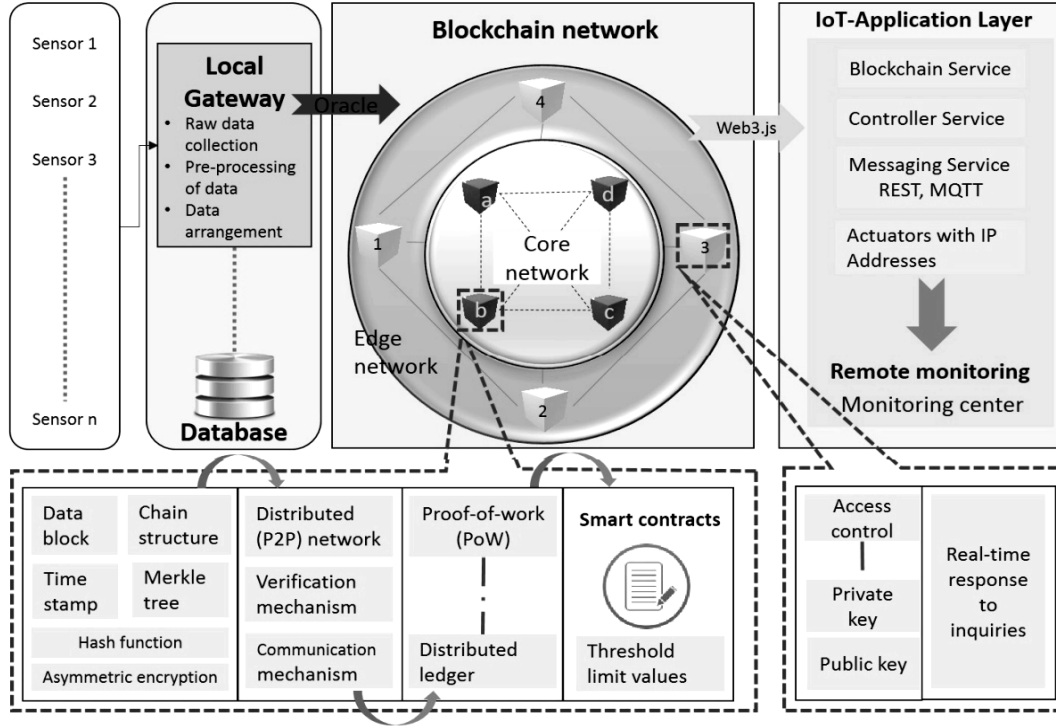 Sensor 1
Sensor 2
Sensor 3
Sensor n
Local
Gateway
• Raw data
collection
• Pre-processing
of data
• Data
arrangement
Database
Oracle
Blockchain network
4
a
d
1
Core
network
3
b
c
Edge
network
2
Web3.js
IoT-Application Layer
Blockchain Service
Controller Service
Messaging Service
REST, MQTT
Actuators with IP
Addresses
Remote monitoring
Monitoring center
Data
block
Chain
structure
Time
stamp
Merkle
tree
Hash function
Asymmetric encryption
Distributed
(P2P) network
Verification
mechanism
Communication
mechanism
Proof-of-work
(PoW)
Distributed
ledger
Smart contracts
Threshold
limit values
Access
control
Private
key
Public key
Real-time
response
to
inquiries